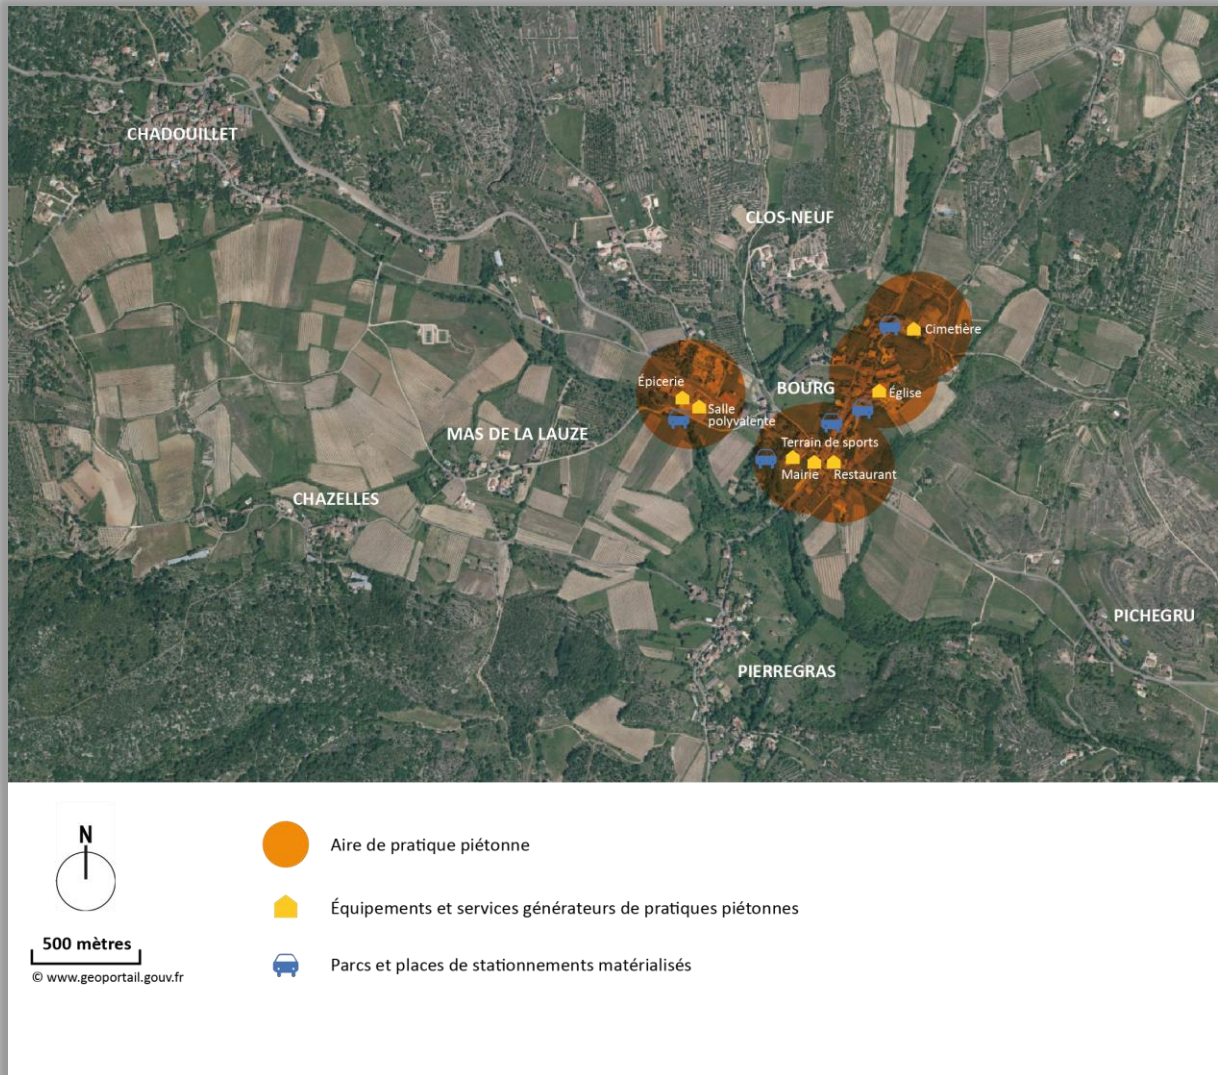 CHADOUILLET
CLOS-NEUF
Cimetière
Épicerie
BOURG
Église
Salle
polyvalente
MAS DE LA LAUZE
Terrain de sports
Mairie
Restaurant
CHAZELLES
PICHEGRU
PIERREGRAS
N
500 mètres
© www.geoportail.gouv.fr
Aire de pratique piétonne
Équipements et services générateurs de pratiques piétonnes
Parcs et places de stationnements matérialisés